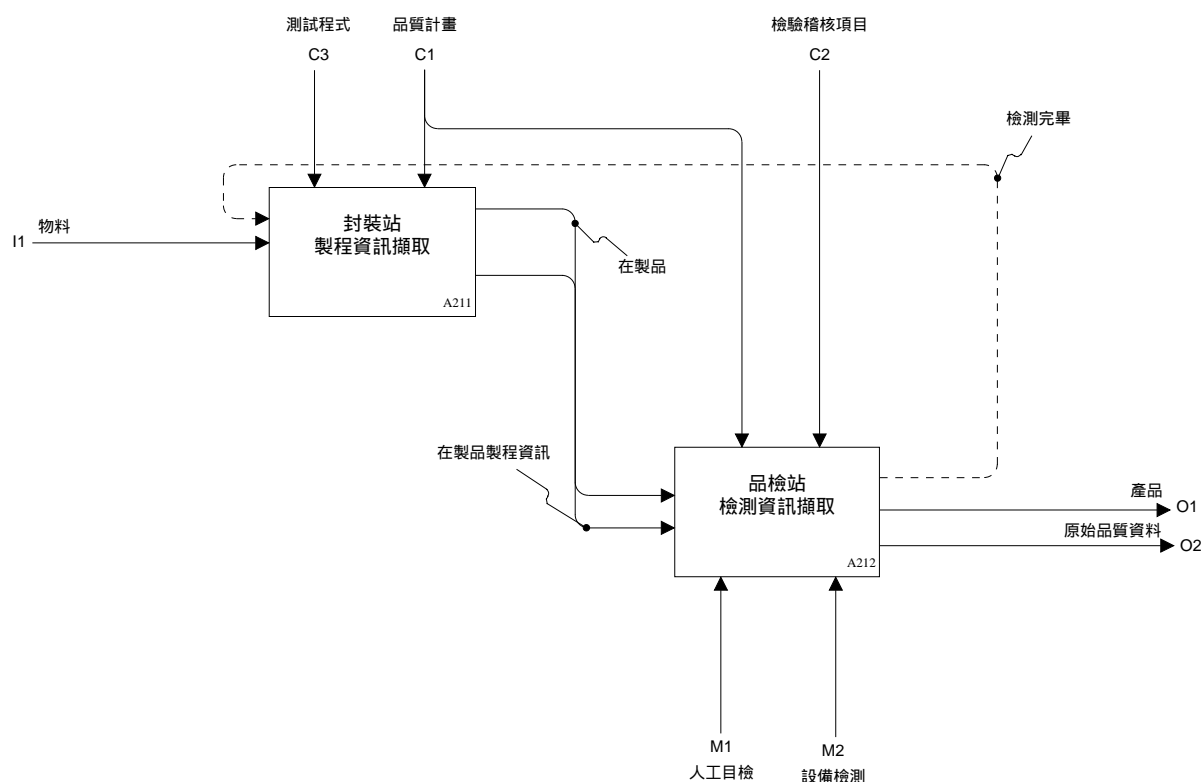 測試程式
C3
品質計畫
C1
檢驗稽核項目
C2
檢測完畢
I1
物料
封裝站
製程資訊擷取
A211
在製品
在製品製程資訊
品檢站
檢測資訊擷取
A212
產品
O1
原始品質資料
O2
M1
人工目檢
M2
設備檢測